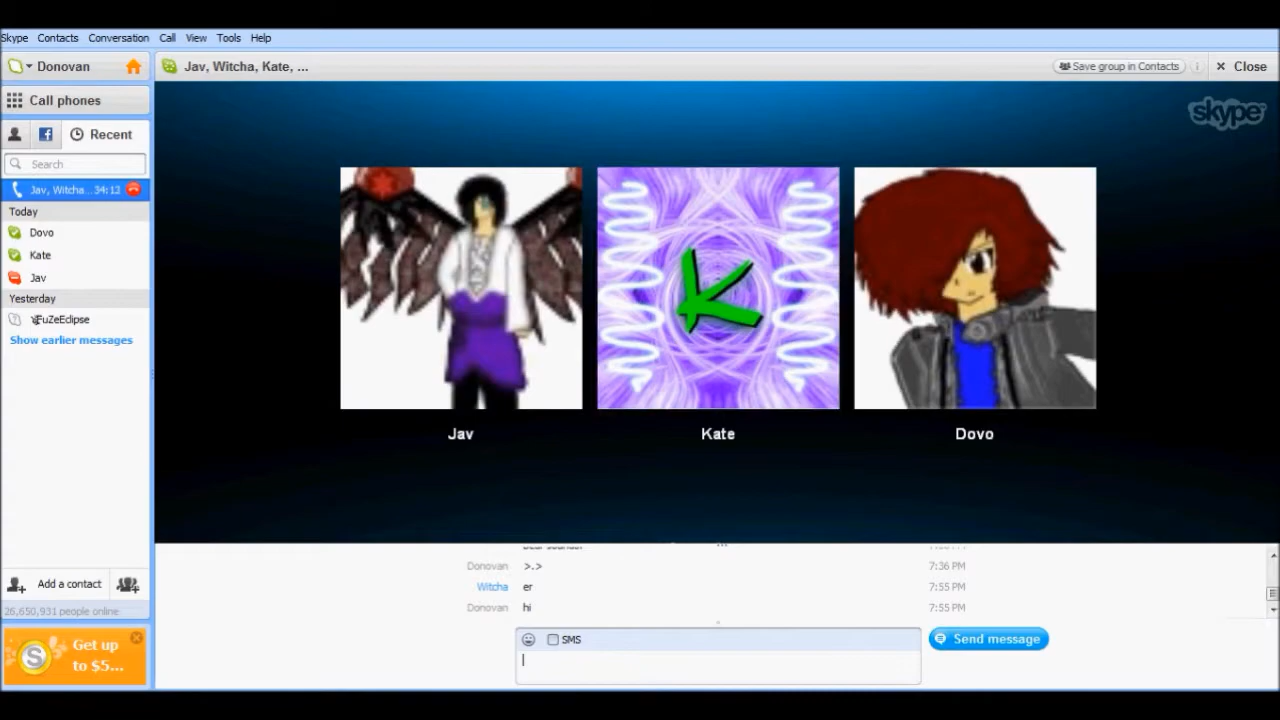 Skype Contacts Conversation Call View Tools Help
Donovan
Jav, Witcha, Kate, ...
Save group in Contacts
Close
Call phones
skype
Recent
Search
Jav, Witcha... 34:12
Today
Dovo
Kate
Jav
Yesterday
FuZeEclipse
Show earlier messages
K
Jav
Kate
Dovo
Donovan >.> 7:36 PM
Witcha er 7:55 PM
Donovan hi 7:55 PM
Add a contact
26,650,931 people online
SMS
Send message
S
Get up
to $5...